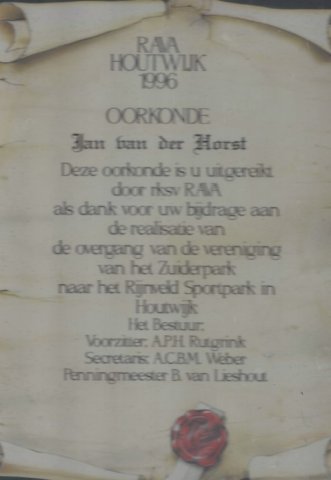 RAVA
HOUTWIJK
1996
OORKONDE
Jan van der Horst
Deze oorkonde is u uitgereikt
door rksv RAVA
als dank voor uw bijdrage aan
de realisatie van
de overgang van de vereniging
van het Zuiderpark
naar het Rijnveld Sportpark in
Houtwijk
Het Bestuur:
Voorzitter: A.P.H. Rutgrink
Secretaris: A.C.B.M. Weber
Penningmeester B. van Lieshout